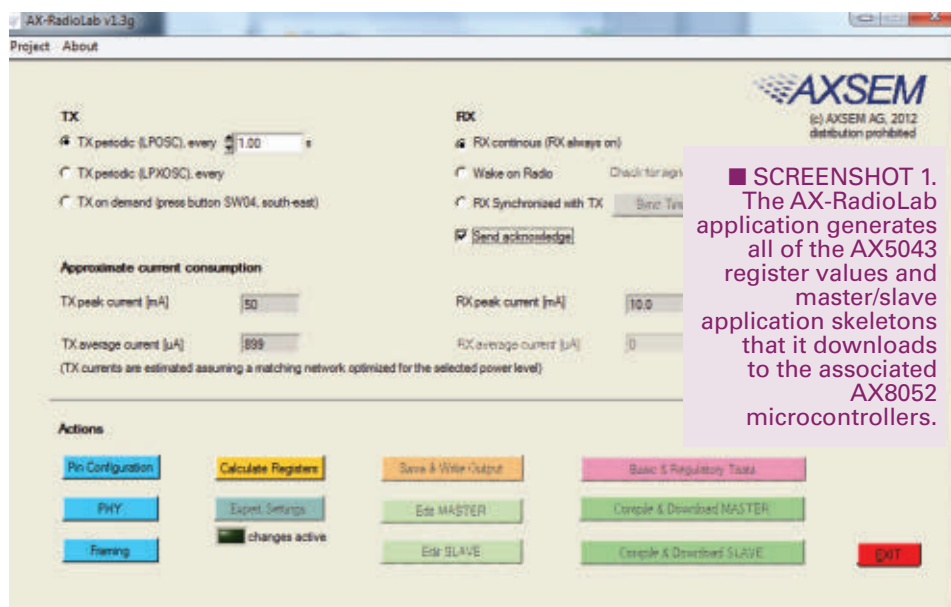 AX-RadioLab v1.3g
Project About
AXSEM
(c) AXSEM AG, 2012
distribution prohibited
TX
TX periodic (LPOSC), every 1.00 s
TX periodic (LPXOSC), every
TX on demand (press button SW04, south-east)
RX
RX continous (RX always on)
Wake on Radio Check for
RX Synchronized with TX Sync
Send acknowledge
■ SCREENSHOT 1.
The AX-RadioLab
application generates
all of the AX5043
register values and
master/slave
application skeletons
that it downloads
to the associated
AX8052
microcontrollers.
Approximate current consumption
TX peak current [mA] 50
RX peak current [mA] 10.0
TX average current [µA] 899
RX average current [µA] 0
(TX currents are estimated assuming a matching network optimized for the selected power level)
Actions
Pin Configuration Calculate Registers Save & Write Output Basic & Regulatory Tests
PHY Expert Settings Edit MASTER Compile & Download MASTER
changes active
Framing Edit SLAVE Compile & Download SLAVE EXIT